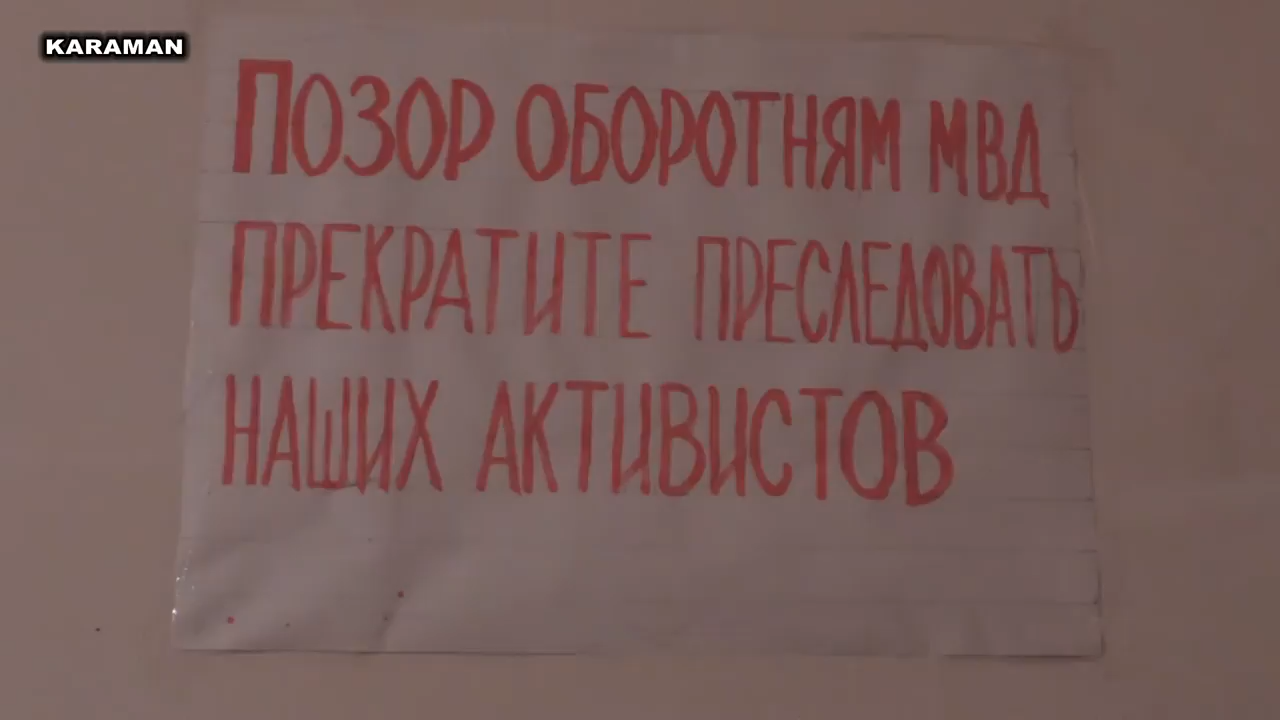 KARAMAN
ПОЗОР ОБОРОТНЯМ МВД
ПРЕКРАТИТЕ ПРЕСЛЕДОВАТЬ
НАШИХ АКТИВИСТОВ